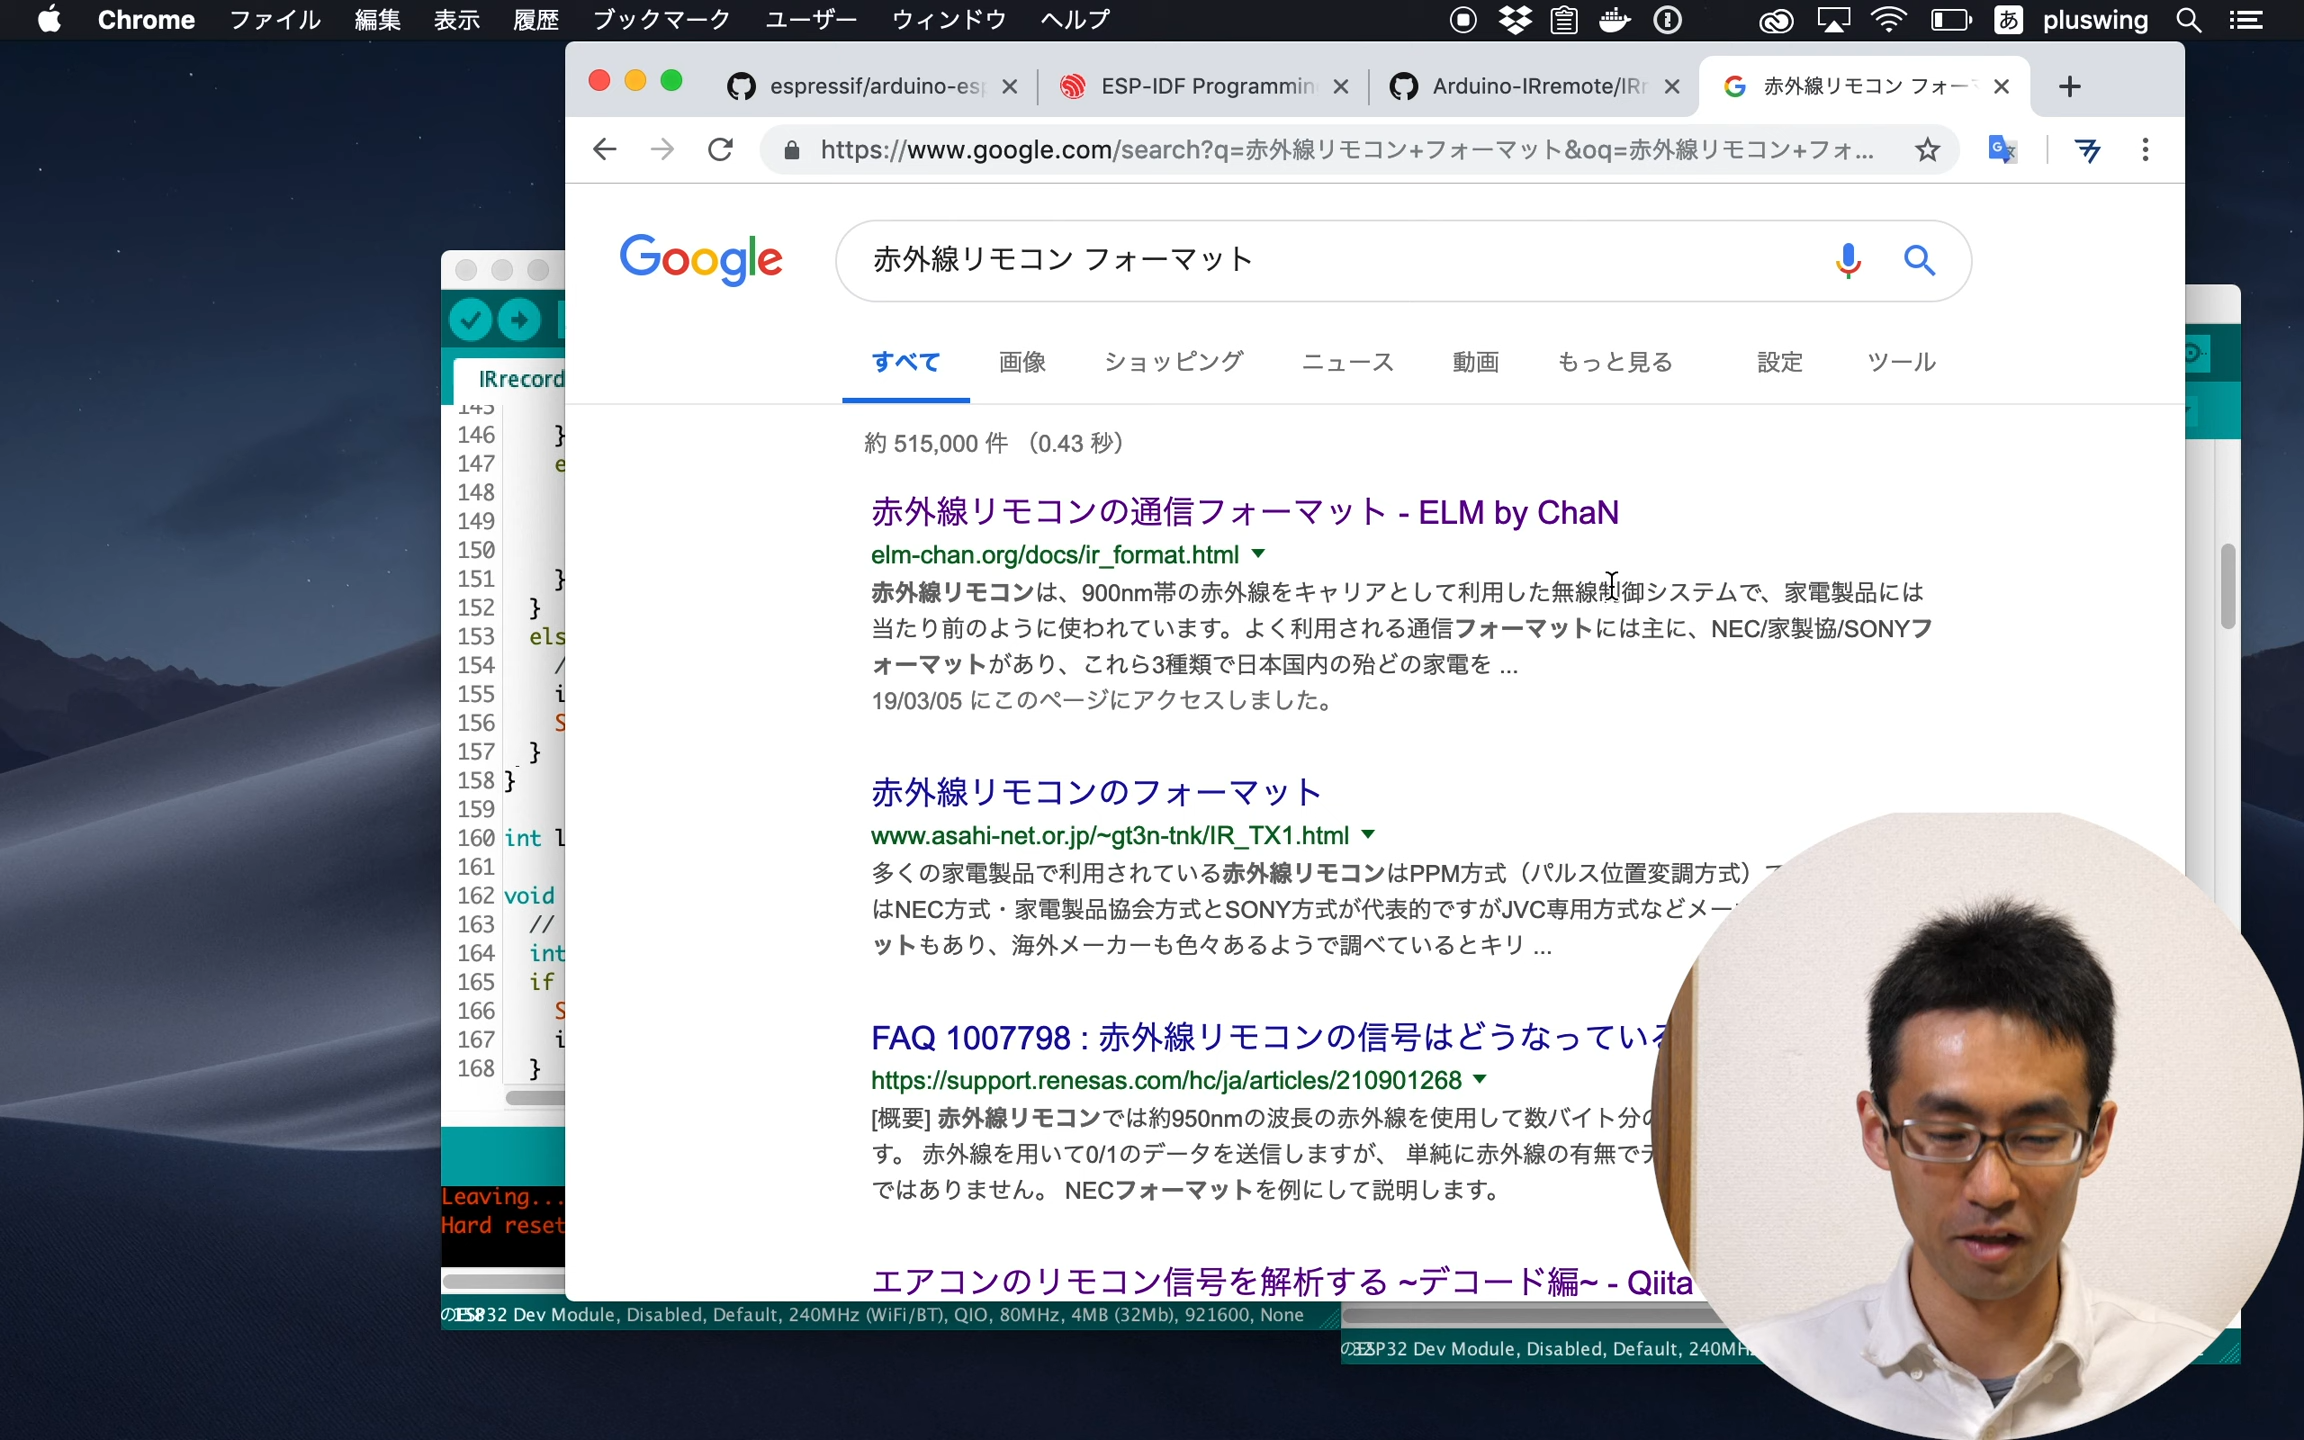 Chrome ファイル 編集 表示 履歴 ブックマーク ユーザー ウィンドウ ヘルプ あ pluswing
espressif/arduino-esp ESP-IDF Programmin Arduino-IRremote/IRr 赤外線リモコン フォー
https://www.google.com/search?q=赤外線リモコン+フォーマット&oq=赤外線リモコン+フォ...
Google 赤外線リモコン フォーマット
すべて 画像 ショッピング ニュース 動画 もっと見る 設定 ツール
約 515,000 件 （0.43 秒）
赤外線リモコンの通信フォーマット - ELM by ChaN
elm-chan.org/docs/ir_format.html
赤外線リモコンは、900nm帯の赤外線をキャリアとして利用した無線制御システムで、家電製品には
当たり前のように使われています。よく利用される通信フォーマットには主に、NEC/家製協/SONYフ
ォーマットがあり、これら3種類で日本国内の殆どの家電を ...
19/03/05 にこのページにアクセスしました。
赤外線リモコンのフォーマット
www.asahi-net.or.jp/~gt3n-tnk/IR_TX1.html
多くの家電製品で利用されている赤外線リモコンはPPM方式（パルス位置変調方式）で
はNEC方式・家電製品協会方式とSONY方式が代表的ですがJVC専用方式などメー
ットもあり、海外メーカーも色々あるようで調べているとキリ ...
FAQ 1007798 : 赤外線リモコンの信号はどうなってい
https://support.renesas.com/hc/ja/articles/210901268
[概要] 赤外線リモコンでは約950nmの波長の赤外線を使用して数バイト分の
す。 赤外線を用いて0/1のデータを送信しますが、 単純に赤外線の有無でデ
ではありません。 NECフォーマットを例にして説明します。
エアコンのリモコン信号を解析する ~デコード編~ - Qiita
IRrecord
145
146 }
147 e
148
149
150
151 }
152 }
153 els
154 /
155 i
156 S
157 }
158 }
159
160 int l
161
162 void
163 //
164 int
165 if
166 S
167 i
168 }
Leaving...
Hard reset
ESP32 Dev Module, Disabled, Default, 240MHz (WiFi/BT), QIO, 80MHz, 4MB (32Mb), 921600, None
ESP32 Dev Module, Disabled, Default, 240MH